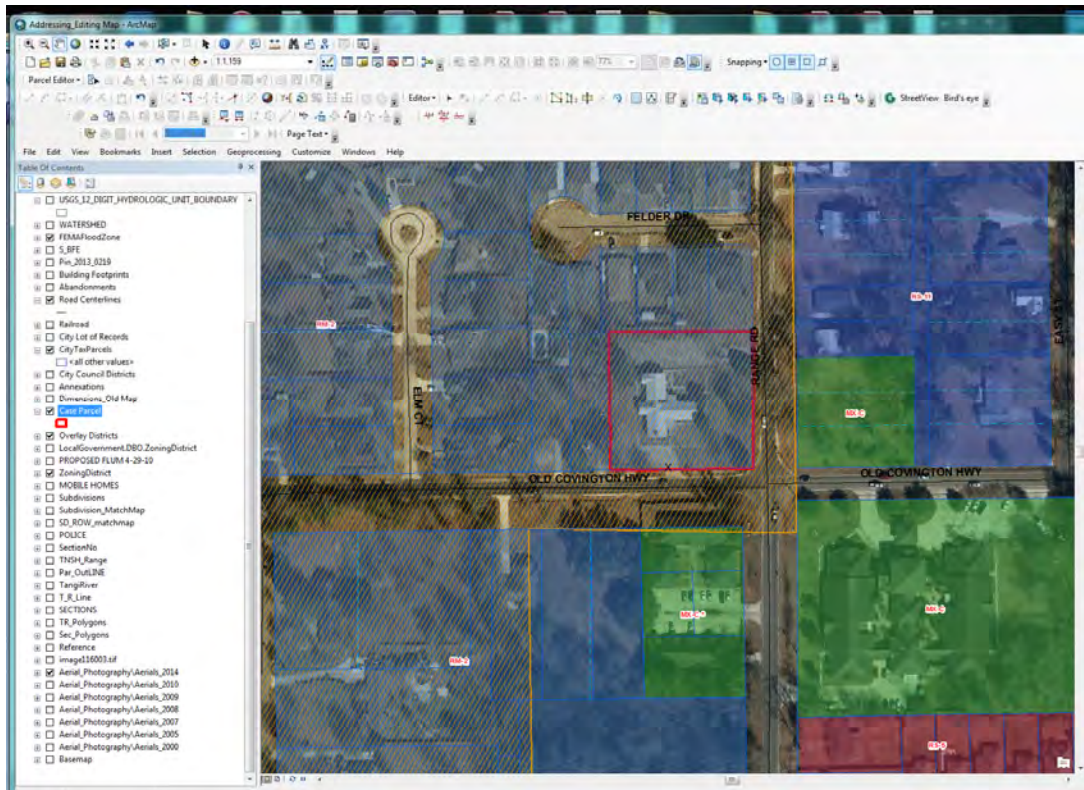 Addressing_Editing Map - ArcMap
1:1,159
77%
Snapping
Parcel Editor
Editor
StreetView Bird's eye
Page Text
File Edit View Bookmarks Insert Selection Geoprocessing Customize Windows Help
Table Of Contents
USGS_12_DIGIT_HYDROLOGIC_UNIT_BOUNDARY
WATERSHED
FEMAFloodZone
S_BFE
Pin_2013_0219
Building Footprints
Abandonments
Road Centerlines
Railroad
City Lot of Records
CityTaxParcels
<all other values>
City Council Districts
Annexations
Dimensions_Old Map
Case Parcel
Overlay Districts
LocalGovernment.DBO.ZoningDistrict
PROPOSED FLUM 4-29-10
ZoningDistrict
MOBILE HOMES
Subdivisions
Subdivision_MatchMap
SD_ROW_matchmap
POLICE
SectionNo
TNSH_Range
Par_OutLINE
TangiRiver
T_R_Line
SECTIONS
TR_Polygons
Sec_Polygons
Reference
image116003.tif
Aerial_Photography\Aerials_2014
Aerial_Photography\Aerials_2010
Aerial_Photography\Aerials_2009
Aerial_Photography\Aerials_2008
Aerial_Photography\Aerials_2007
Aerial_Photography\Aerials_2005
Aerial_Photography\Aerials_2000
Basemap
FELDER DR
RM-2
RS-11
RANGE RD
EASY ST
ELM CT
MX-C
X
OLD COVINGTON HWY
OLD COVINGTON HWY
MX-C
RM-2